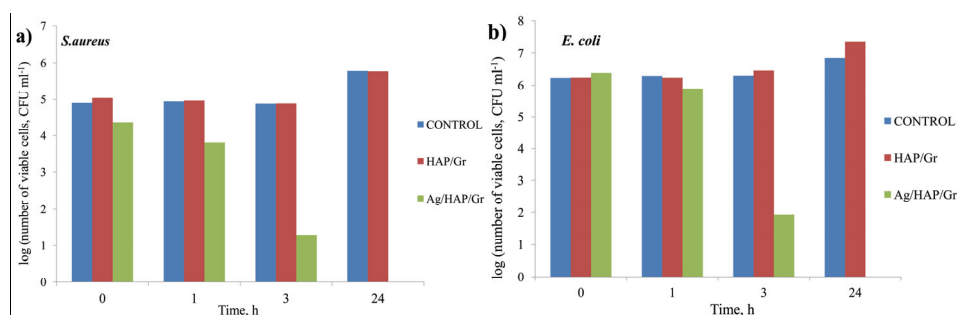 a)
S.aureus
log (number of viable cells, CFU ml-1)
7
6
5
4
3
2
1
0
0 1 3 24
Time, h
CONTROL
HAP/Gr
Ag/HAP/Gr
b)
E. coli
log (number of viable cells, CFU ml-1)
8
7
6
5
4
3
2
1
0
0 1 3 24
Time, h
CONTROL
HAP/Gr
Ag/HAP/Gr